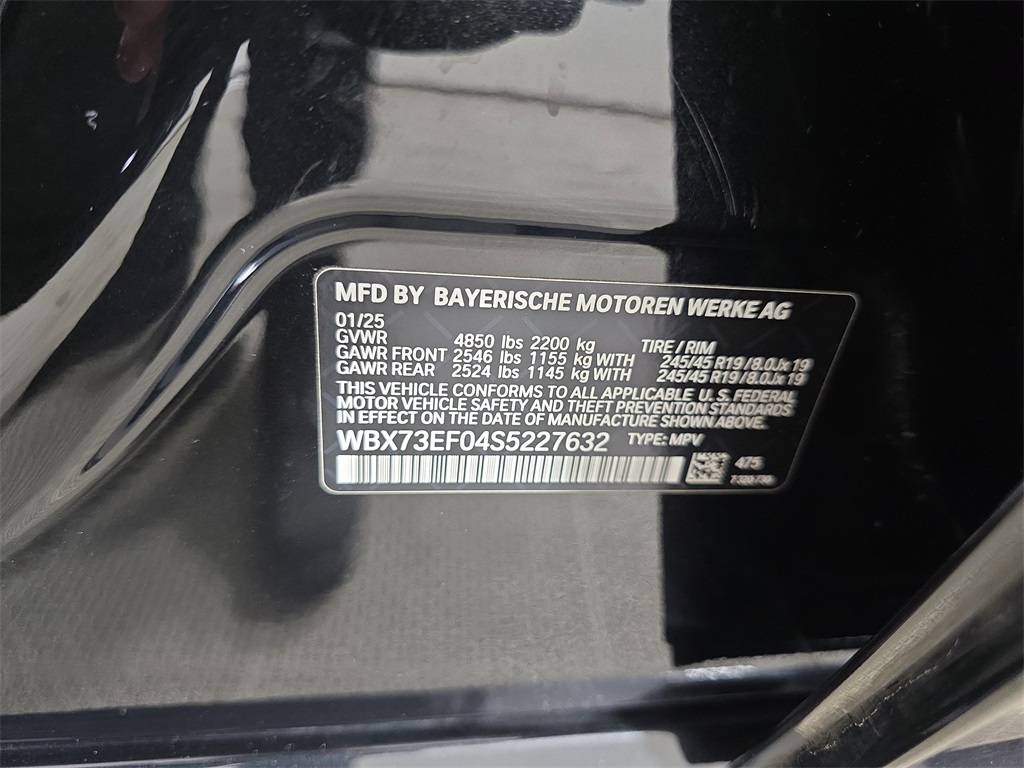 MFD BY BAYERISCHE MOTOREN WERKE AG
01/25
GVWR 4850 lbs 2200 kg TIRE / RIM
GAWR FRONT 2546 lbs 1155 kg WITH 245/45 R19/8.0Jx19
GAWR REAR 2524 lbs 1145 kg WITH 245/45 R19/8.0Jx19
THIS VEHICLE CONFORMS TO ALL APPLICABLE U.S. FEDERAL
MOTOR VEHICLE SAFETY AND THEFT PREVENTION STANDARDS
IN EFFECT ON THE DATE OF MANUFACTURE SHOWN ABOVE.
WBX73EF04S5227632 TYPE: MPV
475